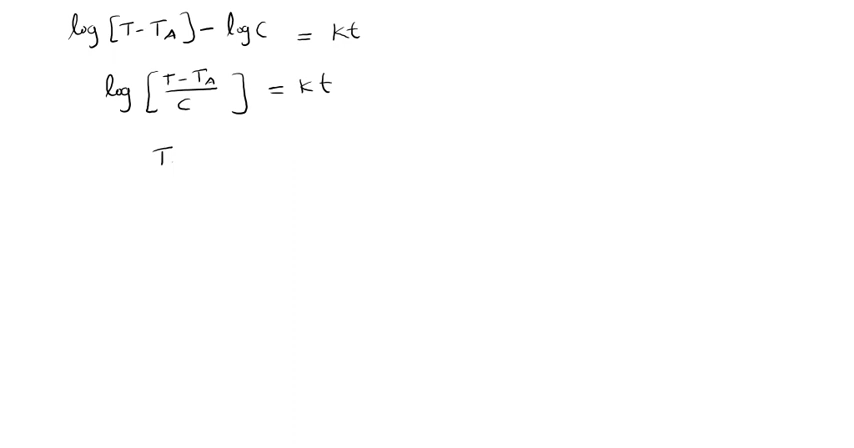 log [T - T_A] - log C = kt
log [ (T - T_A)/C ] = kt
T